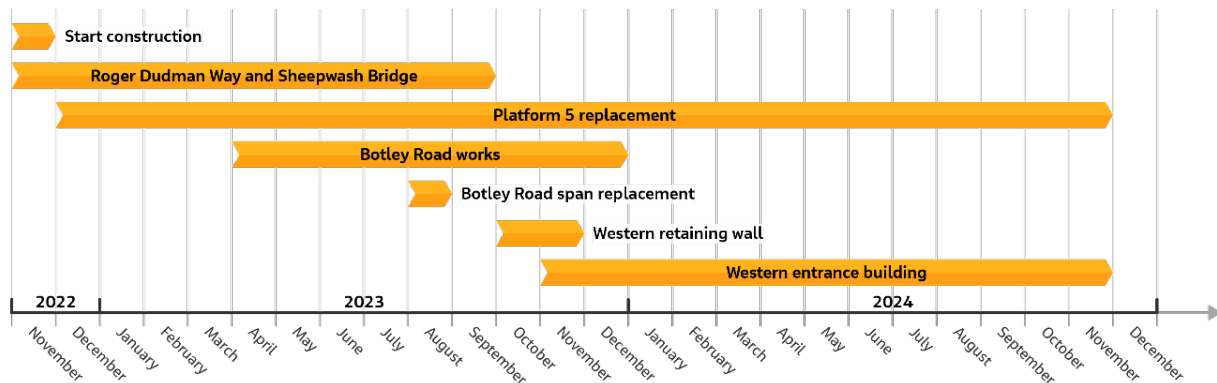 Start construction
Roger Dudman Way and Sheepwash Bridge
Platform 5 replacement
Botley Road works
Botley Road span replacement
Western retaining wall
Western entrance building
2022 2023 2024
November December January February March April May June July August September October November December January February March April May June July August September October November December